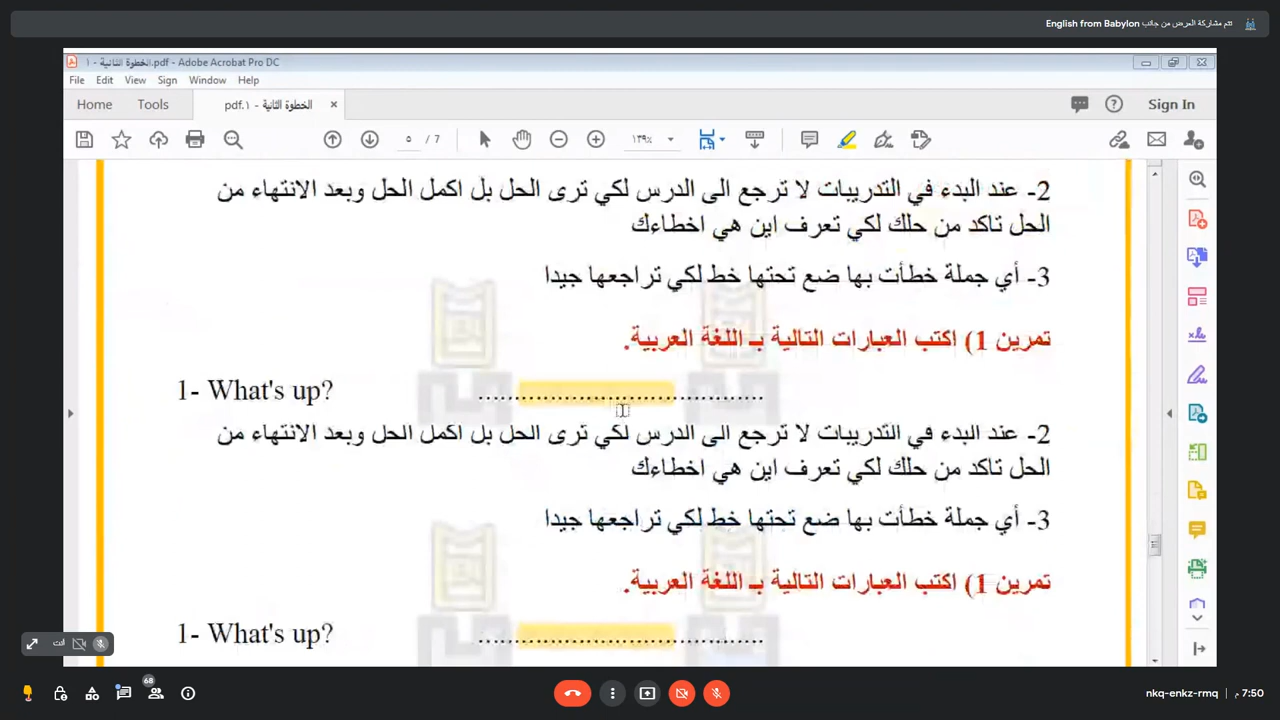 تتم مشاركة العرض من جانب English from Babylon
الخطوة الثانية - ١.pdf - Adobe Acrobat Pro DC
File Edit View Sign Window Help
Home Tools الخطوة الثانية - ١.pdf × Sign In
٥ / 7 ١٣٩%
2- عند البدء في التدريبات لا ترجع الى الدرس لكي ترى الحل بل اكمل الحل وبعد الانتهاء من
الحل تاكد من حلك لكي تعرف اين هي اخطاءك
3- أي جملة خطأت بها ضع تحتها خط لكي تراجعها جيدا
تمرين 1) اكتب العبارات التالية بـ اللغة العربية.
1- What's up? ........................................
2- عند البدء في التدريبات لا ترجع الى الدرس لكي ترى الحل بل اكمل الحل وبعد الانتهاء من
الحل تاكد من حلك لكي تعرف اين هي اخطاءك
3- أي جملة خطأت بها ضع تحتها خط لكي تراجعها جيدا
تمرين 1) اكتب العبارات التالية بـ اللغة العربية.
1- What's up? ........................................
أنت
68
nkq-enkz-rmq 7:50 م